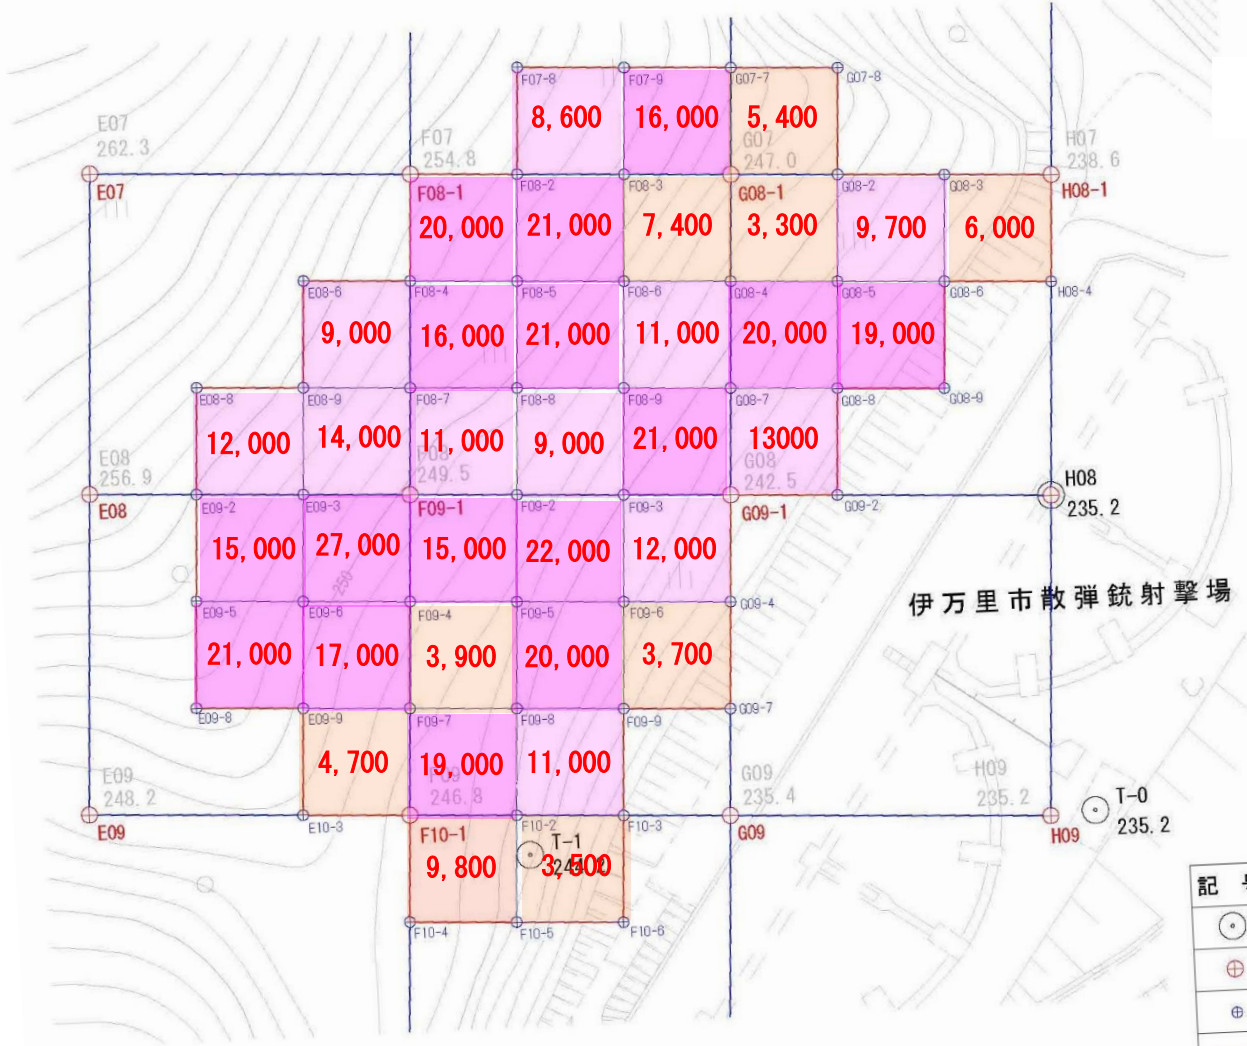 F07-8 F07-9 G07-7 G07-8
8,600 16,000 5,400
E07 262.3
F07 254.8
G07 247.0
H07 238.6
E07 F08-1 F08-2 F08-3 G08-1 G08-2 G08-3 H08-1
20,000 21,000 7,400 3,300 9,700 6,000
E08-6 F08-4 F08-5 F08-6 G08-4 G08-5 G08-6 H08-4
9,000 16,000 21,000 11,000 20,000 19,000
E08-8 E08-9 F08-7 F08-8 F08-9 G08-7 G08-8 G08-9
12,000 14,000 11,000 9,000 21,000 13000
E08 256.9
F08 249.5
G08 242.5
H08 235.2
E08 E09-2 E09-3 F09-1 F09-2 F09-3 G09-1 G09-2
15,000 27,000 15,000 22,000 12,000
250
伊万里市散弾銃射撃場
E09-5 E09-6 F09-4 F09-5 F09-6 G09-4
21,000 17,000 3,900 20,000 3,700
E09-8 E09-9 F09-7 F09-8 F09-9 G09-7
4,700 19,000 11,000
E09 248.2
F09 246.8
G09 235.4
H09 235.2
T-0 235.2
E09 E10-3 F10-1 F10-2 F10-3 G09 H09
T-1
9,800 3,500
F10-4 F10-5 F10-6
記